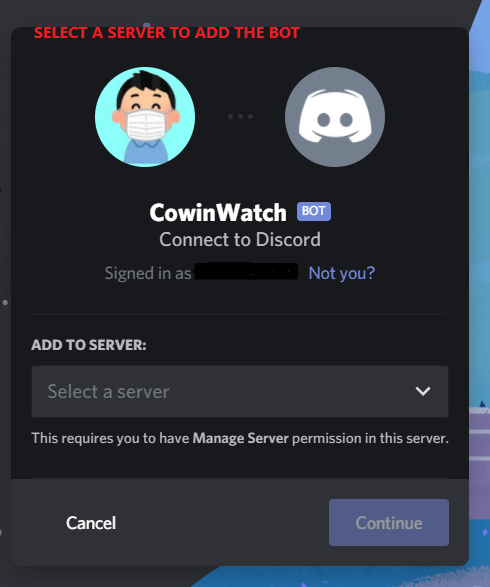 SELECT A SERVER TO ADD THE BOT
CowinWatch BOT
Connect to Discord
Signed in as Not you?
ADD TO SERVER:
Select a server
This requires you to have Manage Server permission in this server.
Cancel Continue